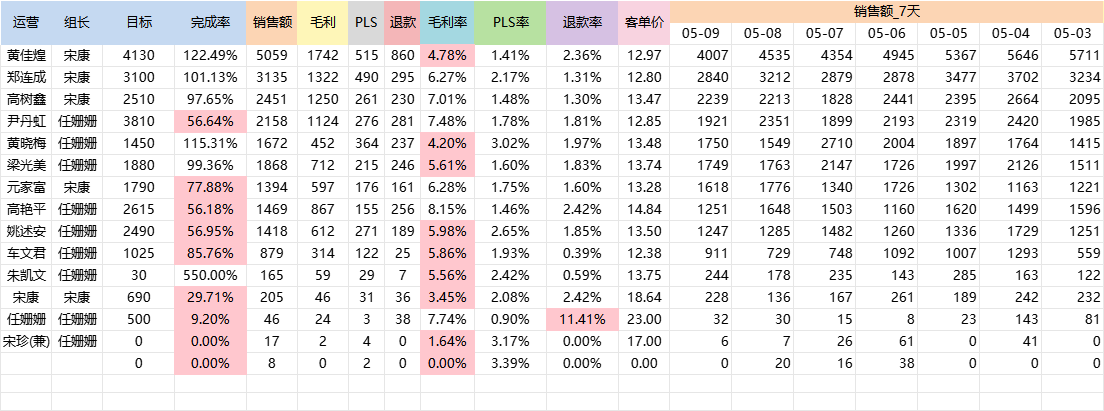 运营 组长 目标 完成率 销售额 毛利 PLS 退款 毛利率 PLS率 退款率 客单价 销售额_7天
05-09 05-08 05-07 05-06 05-05 05-04 05-03
黄佳煌 宋康 4130 122.49% 5059 1742 515 860 4.78% 1.41% 2.36% 12.97 4007 4535 4354 4945 5367 5646 5711
郑连成 宋康 3100 101.13% 3135 1322 490 295 6.27% 2.17% 1.31% 12.80 2840 3212 2879 2878 3477 3702 3234
高树鑫 宋康 2510 97.65% 2451 1250 261 230 7.01% 1.48% 1.30% 13.47 2239 2213 1828 2441 2395 2664 2095
尹丹虹 任姗姗 3810 56.64% 2158 1124 276 281 7.48% 1.78% 1.81% 12.85 1921 2351 1899 2193 2319 2420 1985
黄晓梅 任姗姗 1450 115.31% 1672 452 364 237 4.20% 3.02% 1.97% 13.48 1750 1549 2710 2004 1897 1764 1415
梁光美 任姗姗 1880 99.36% 1868 712 215 246 5.61% 1.60% 1.83% 13.74 1749 1763 2147 1726 1997 2126 1511
元家富 宋康 1790 77.88% 1394 597 176 161 6.28% 1.75% 1.60% 13.28 1618 1776 1340 1726 1302 1163 1221
高艳平 任姗姗 2615 56.18% 1469 867 155 256 8.15% 1.46% 2.42% 14.84 1251 1648 1503 1160 1620 1499 1596
姚述安 任姗姗 2490 56.95% 1418 612 271 189 5.98% 2.65% 1.85% 13.50 1247 1285 1482 1260 1336 1729 1251
车文君 任姗姗 1025 85.76% 879 314 122 25 5.86% 1.93% 0.39% 12.38 911 729 748 1092 1007 1293 559
朱凯文 任姗姗 30 550.00% 165 59 29 7 5.56% 2.42% 0.59% 13.75 244 178 235 143 285 163 122
宋康 宋康 690 29.71% 205 46 31 36 3.45% 2.08% 2.42% 18.64 228 136 167 261 189 242 232
任姗姗 任姗姗 500 9.20% 46 24 3 38 7.74% 0.90% 11.41% 23.00 32 30 15 8 23 143 81
宋珍(兼) 任姗姗 0 0.00% 17 2 4 0 1.64% 3.17% 0.00% 17.00 6 7 26 61 0 41 0
0 0.00% 8 0 2 0.00% 3.39% 0.00% 0.00 0 20 16 38 0 0 0